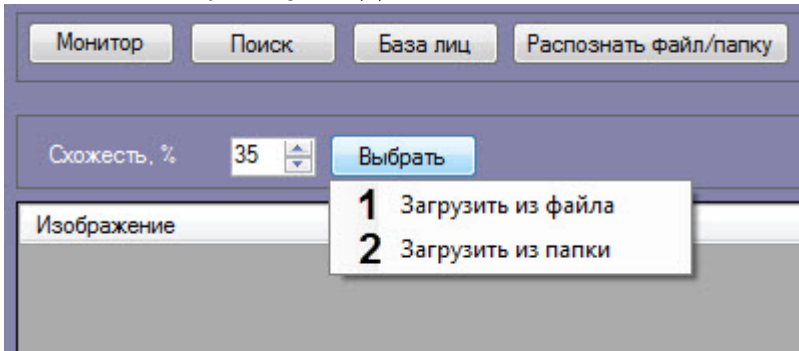 Монитор Поиск База лиц Распознать файл/папку
Схожесть, % 35 Выбрать
1 Загрузить из файла
Изображение
2 Загрузить из папки